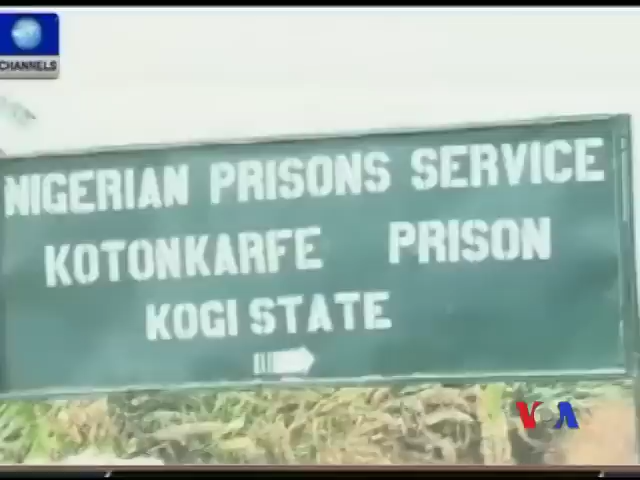 CHANNELS
NIGERIAN PRISONS SERVICE
KOTONKARFE PRISON
KOGI STATE
VOA